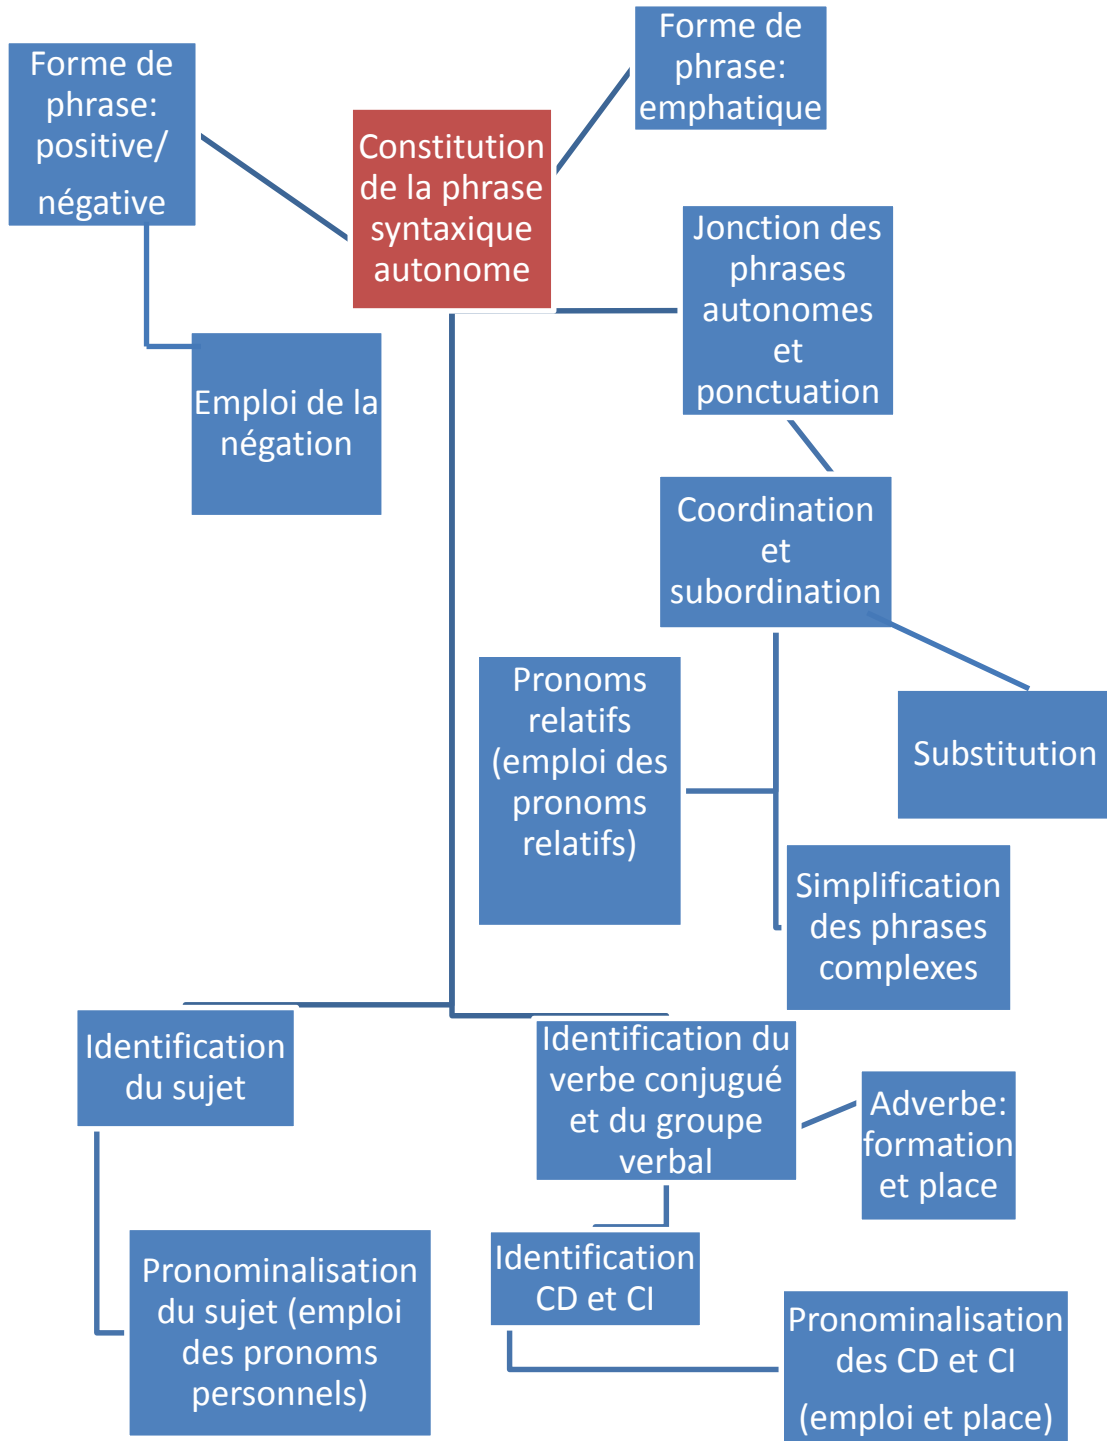 Forme de
phrase:
positive/
négative
Forme de
phrase:
emphatique
Constitution
de la phrase
syntaxique
autonome
Jonction des
phrases
autonomes
et
ponctuation
Emploi de la
négation
Coordination
et
subordination
Pronoms
relatifs
(emploi des
pronoms
relatifs)
Substitution
Simplification
des phrases
complexes
Identification
du sujet
Identification du
verbe conjugué
et du groupe
verbal
Adverbe:
formation
et place
Pronominalisation
du sujet (emploi
des pronoms
personnels)
Identification
CD et CI
Pronominalisation
des CD et CI
(emploi et place)